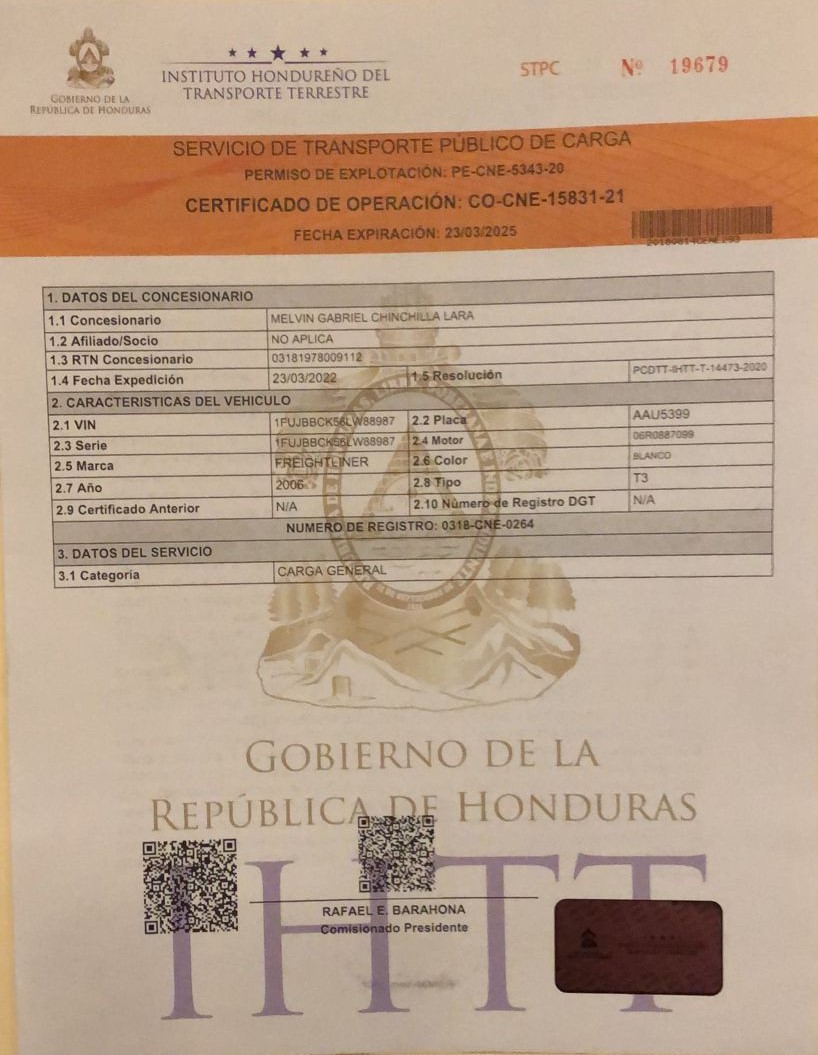 GOBIERNO DE LA
REPÚBLICA DE HONDURAS
INSTITUTO HONDUREÑO DEL
TRANSPORTE TERRESTRE
STPC Nº 19679
SERVICIO DE TRANSPORTE PÚBLICO DE CARGA
PERMISO DE EXPLOTACIÓN: PE-CNE-5343-20
CERTIFICADO DE OPERACIÓN: CO-CNE-15831-21
FECHA EXPIRACIÓN: 23/03/2025
1. DATOS DEL CONCESIONARIO
1.1 Concesionario MELVIN GABRIEL CHINCHILLA LARA
1.2 Afiliado/Socio NO APLICA
1.3 RTN Concesionario 03181978009112
1.4 Fecha Expedición 23/03/2022 1.5 Resolución PCDTT-IHTT-T-14473-2020
2. CARACTERISTICAS DEL VEHICULO
2.1 VIN 1FUJBBCK56LW88987 2.2 Placa AAU5399
2.3 Serie 1FUJBBCK56LW88987 2.4 Motor 06R0887099
2.5 Marca FREIGHTLINER 2.6 Color BLANCO
2.7 Año 2006 2.8 Tipo T3
2.9 Certificado Anterior N/A 2.10 Número de Registro DGT N/A
NUMERO DE REGISTRO: 0318-CNE-0264
3. DATOS DEL SERVICIO
3.1 Categoría CARGA GENERAL
GOBIERNO DE LA
REPÚBLICA DE HONDURAS
IHTT
RAFAEL E. BARAHONA
Comisionado Presidente